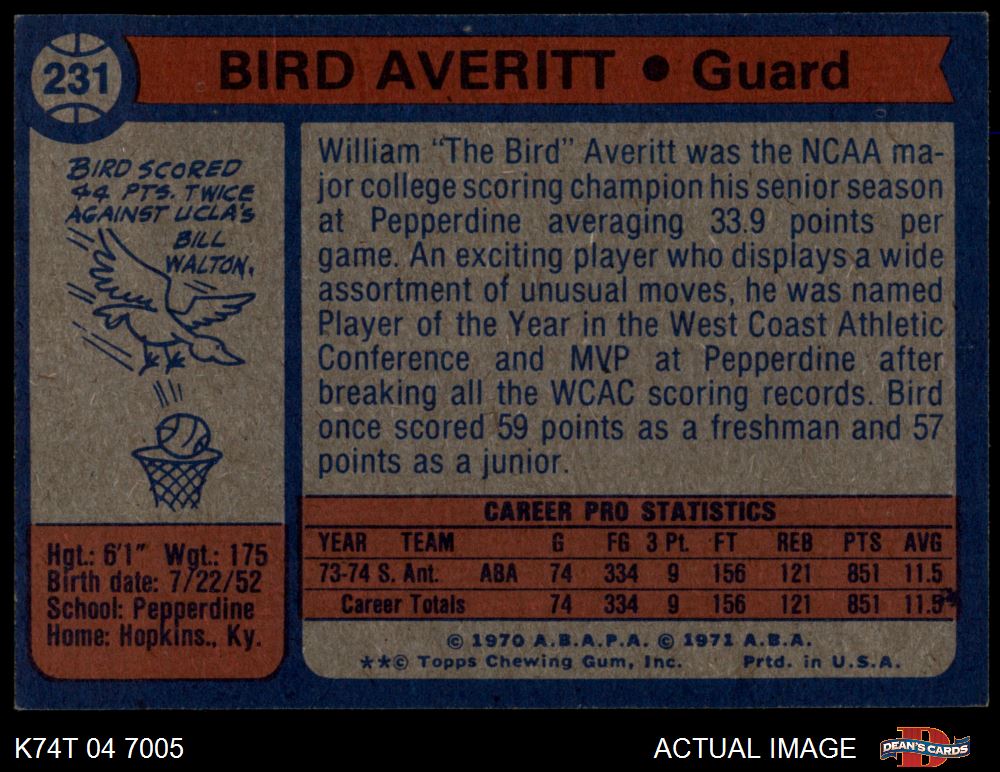 231
BIRD AVERITT • Guard
BIRD SCORED
44 PTS. TWICE
AGAINST UCLA'S
BILL
WALTON.
William "The Bird" Averitt was the NCAA ma-
jor college scoring champion his senior season
at Pepperdine averaging 33.9 points per
game. An exciting player who displays a wide
assortment of unusual moves, he was named
Player of the Year in the West Coast Athletic
Conference and MVP at Pepperdine after
breaking all the WCAC scoring records. Bird
once scored 59 points as a freshman and 57
points as a junior.
Hgt.: 6'1" Wgt.: 175
Birth date: 7/22/52
School: Pepperdine
Home: Hopkins., Ky.
CAREER PRO STATISTICS
YEAR TEAM G FG 3 Pt. FT REB PTS AVG
73-74 S. Ant. ABA 74 334 9 156 121 851 11.5
Career Totals 74 334 9 156 121 851 11.5
© 1970 A.B.A.P.A. © 1971 A.B.A.
**© Topps Chewing Gum, Inc. Prtd. in U.S.A.
K74T 04 7005
ACTUAL IMAGE
D
DEAN'S CARDS